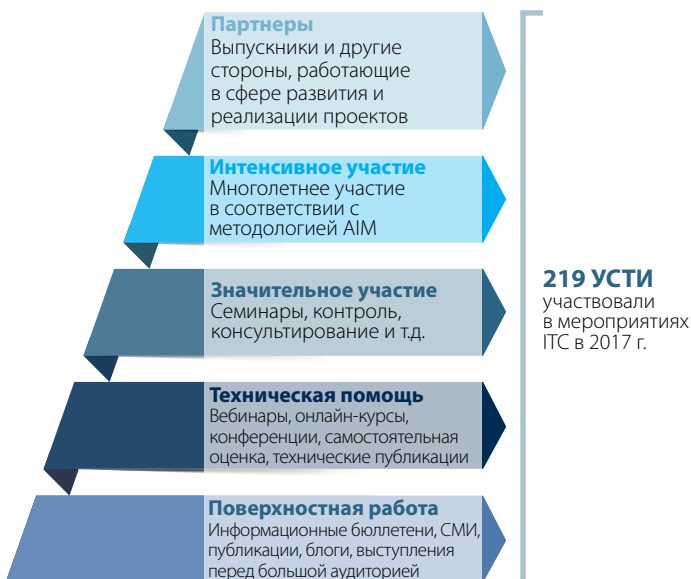 Партнеры
Выпускники и другие
стороны, работающие
в сфере развития и
реализации проектов
Интенсивное участие
Многолетнее участие
в соответствии с
методологией AIM
Значительное участие
Семинары, контроль,
консультирование и т.д.
Техническая помощь
Вебинары, онлайн-курсы,
конференции, самостоятельная
оценка, технические публикации
Поверхностная работа
Информационные бюллетени, СМИ,
публикации, блоги, выступления
перед большой аудиторией
219 УСТИ
участвовали
в мероприятиях
ITC в 2017 г.